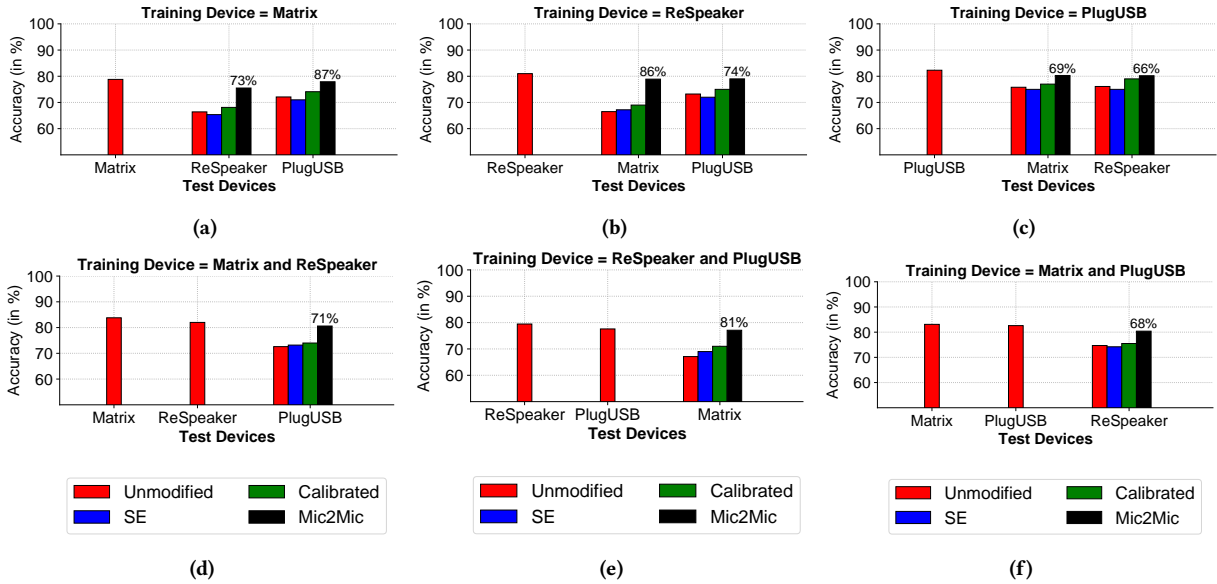 Training Device = Matrix
100
90
80
70
60
Accuracy (in %)
73%
87%
Matrix
ReSpeaker
PlugUSB
Test Devices
(a)
Training Device = ReSpeaker
100
90
80
70
60
Accuracy (in %)
86%
74%
ReSpeaker
Matrix
PlugUSB
Test Devices
(b)
Training Device = PlugUSB
100
90
80
70
60
Accuracy (in %)
69%
66%
PlugUSB
Matrix
ReSpeaker
Test Devices
(c)
Training Device = Matrix and ReSpeaker
100
90
80
70
60
Accuracy (in %)
71%
Matrix
ReSpeaker
PlugUSB
Test Devices
Unmodified
Calibrated
SE
Mic2Mic
(d)
Training Device = ReSpeaker and PlugUSB
100
90
80
70
60
Accuracy (in %)
81%
ReSpeaker
PlugUSB
Matrix
Test Devices
Unmodified
Calibrated
SE
Mic2Mic
(e)
Training Device = Matrix and PlugUSB
100
90
80
70
60
Accuracy (in %)
68%
Matrix
PlugUSB
ReSpeaker
Test Devices
Unmodified
Calibrated
SE
Mic2Mic
(f)